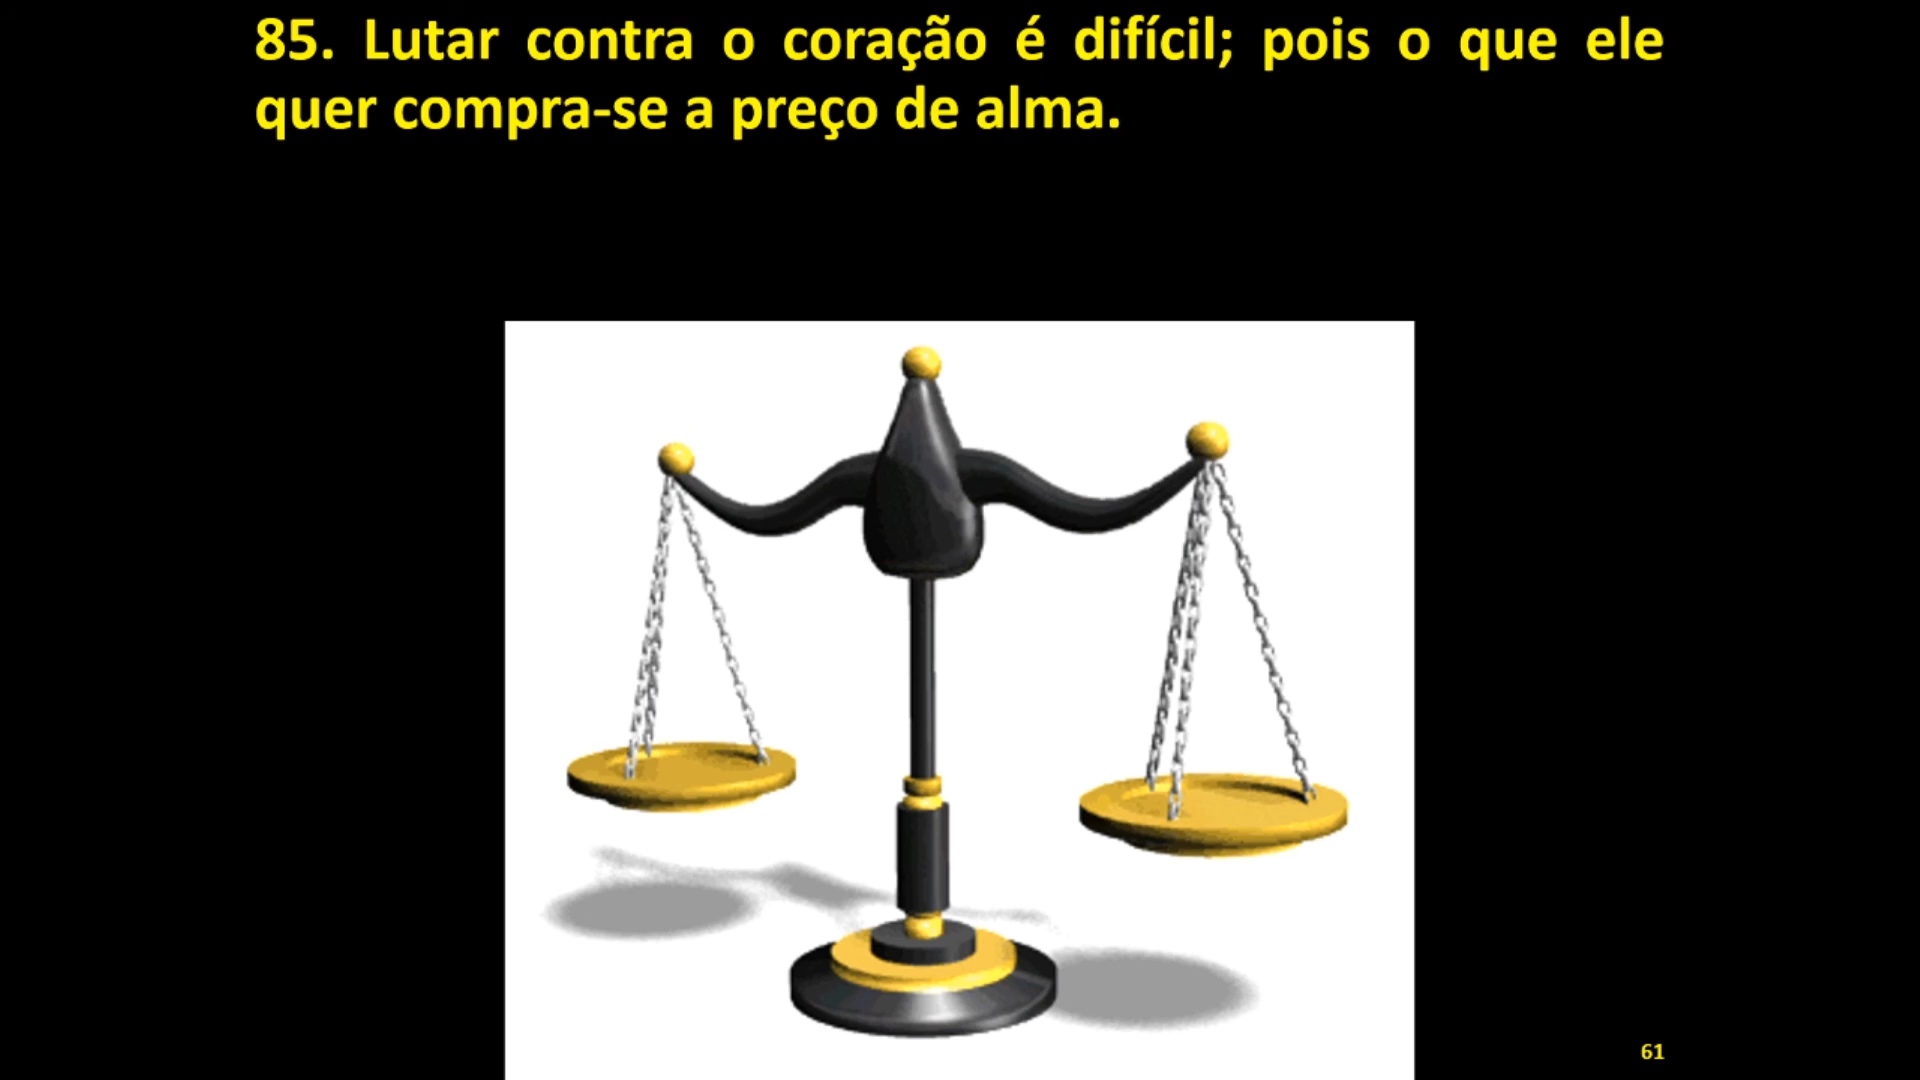 85. Lutar contra o coração é difícil; pois o que ele
quer compra-se a preço de alma.
61